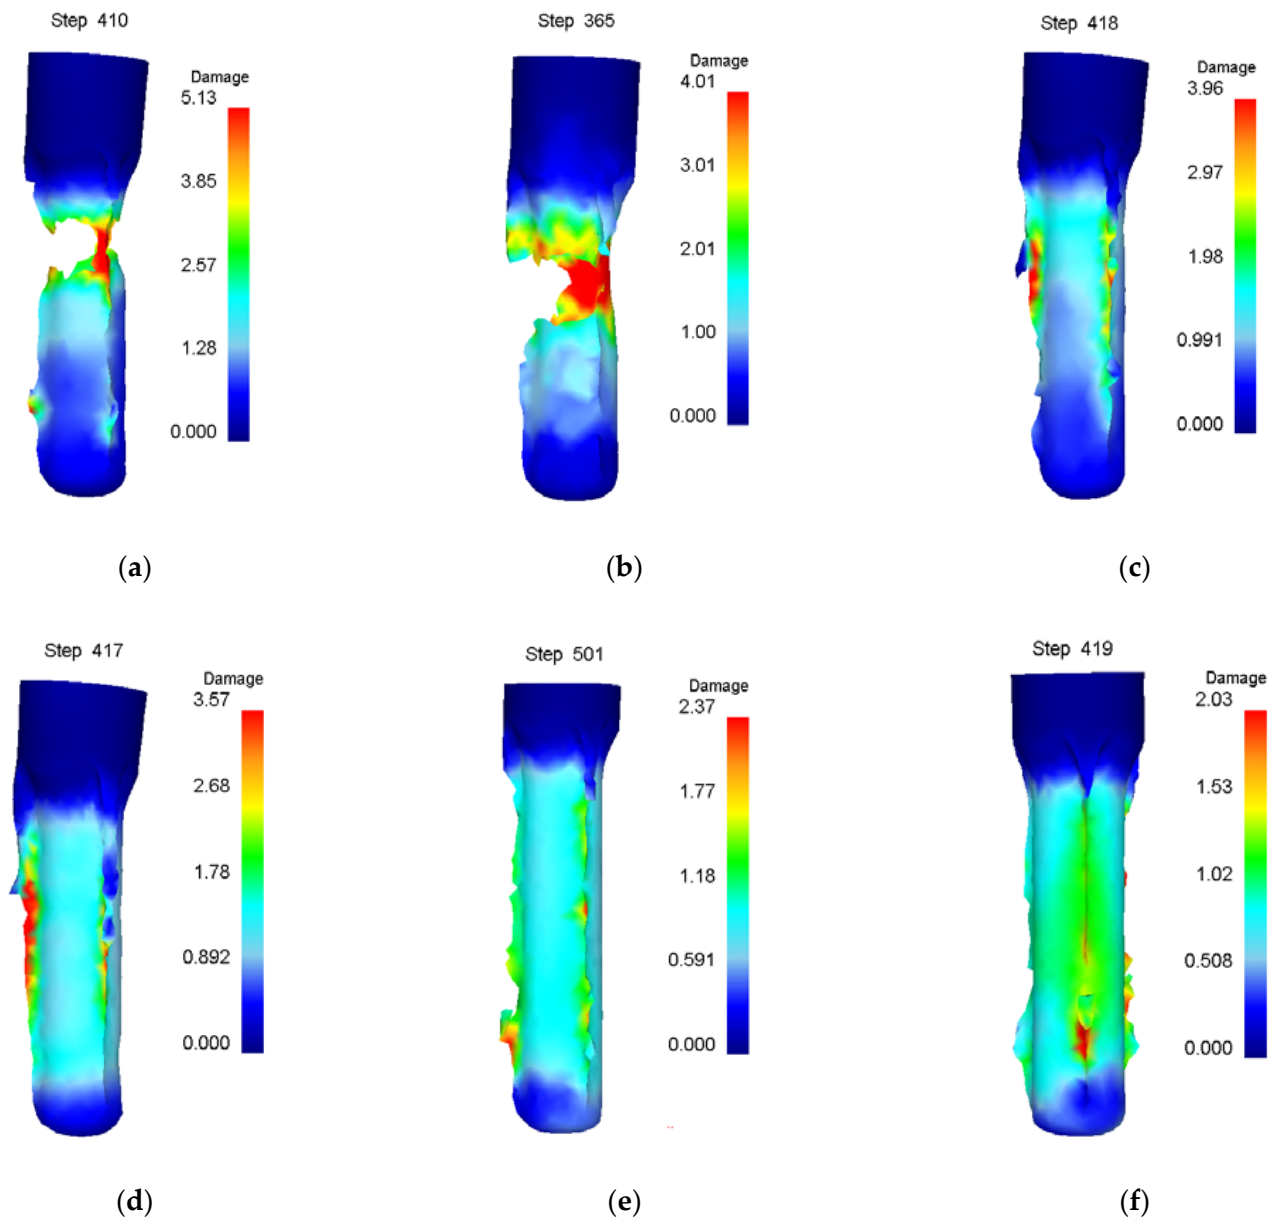 Step 410
Damage
5.13
3.85
2.57
1.28
0.000
(a)
Step 365
Damage
4.01
3.01
2.01
1.00
0.000
(b)
Step 418
Damage
3.96
2.97
1.98
0.991
0.000
(c)
Step 417
Damage
3.57
2.68
1.78
0.892
0.000
(d)
Step 501
Damage
2.37
1.77
1.18
0.591
0.000
(e)
Step 419
Damage
2.03
1.53
1.02
0.508
0.000
(f)